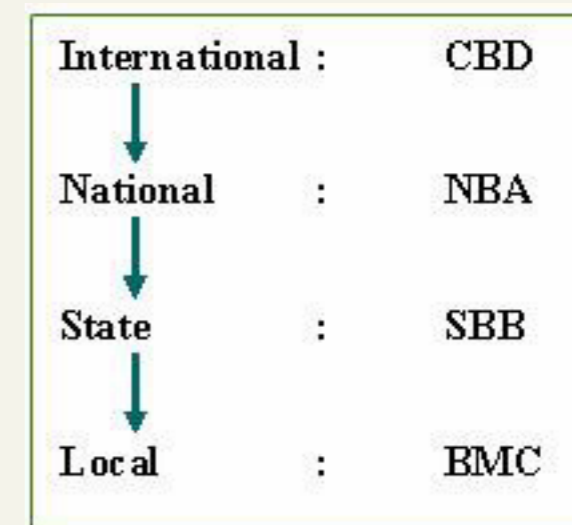 International : CBD
National : NBA
State : SBB
Local : BMC